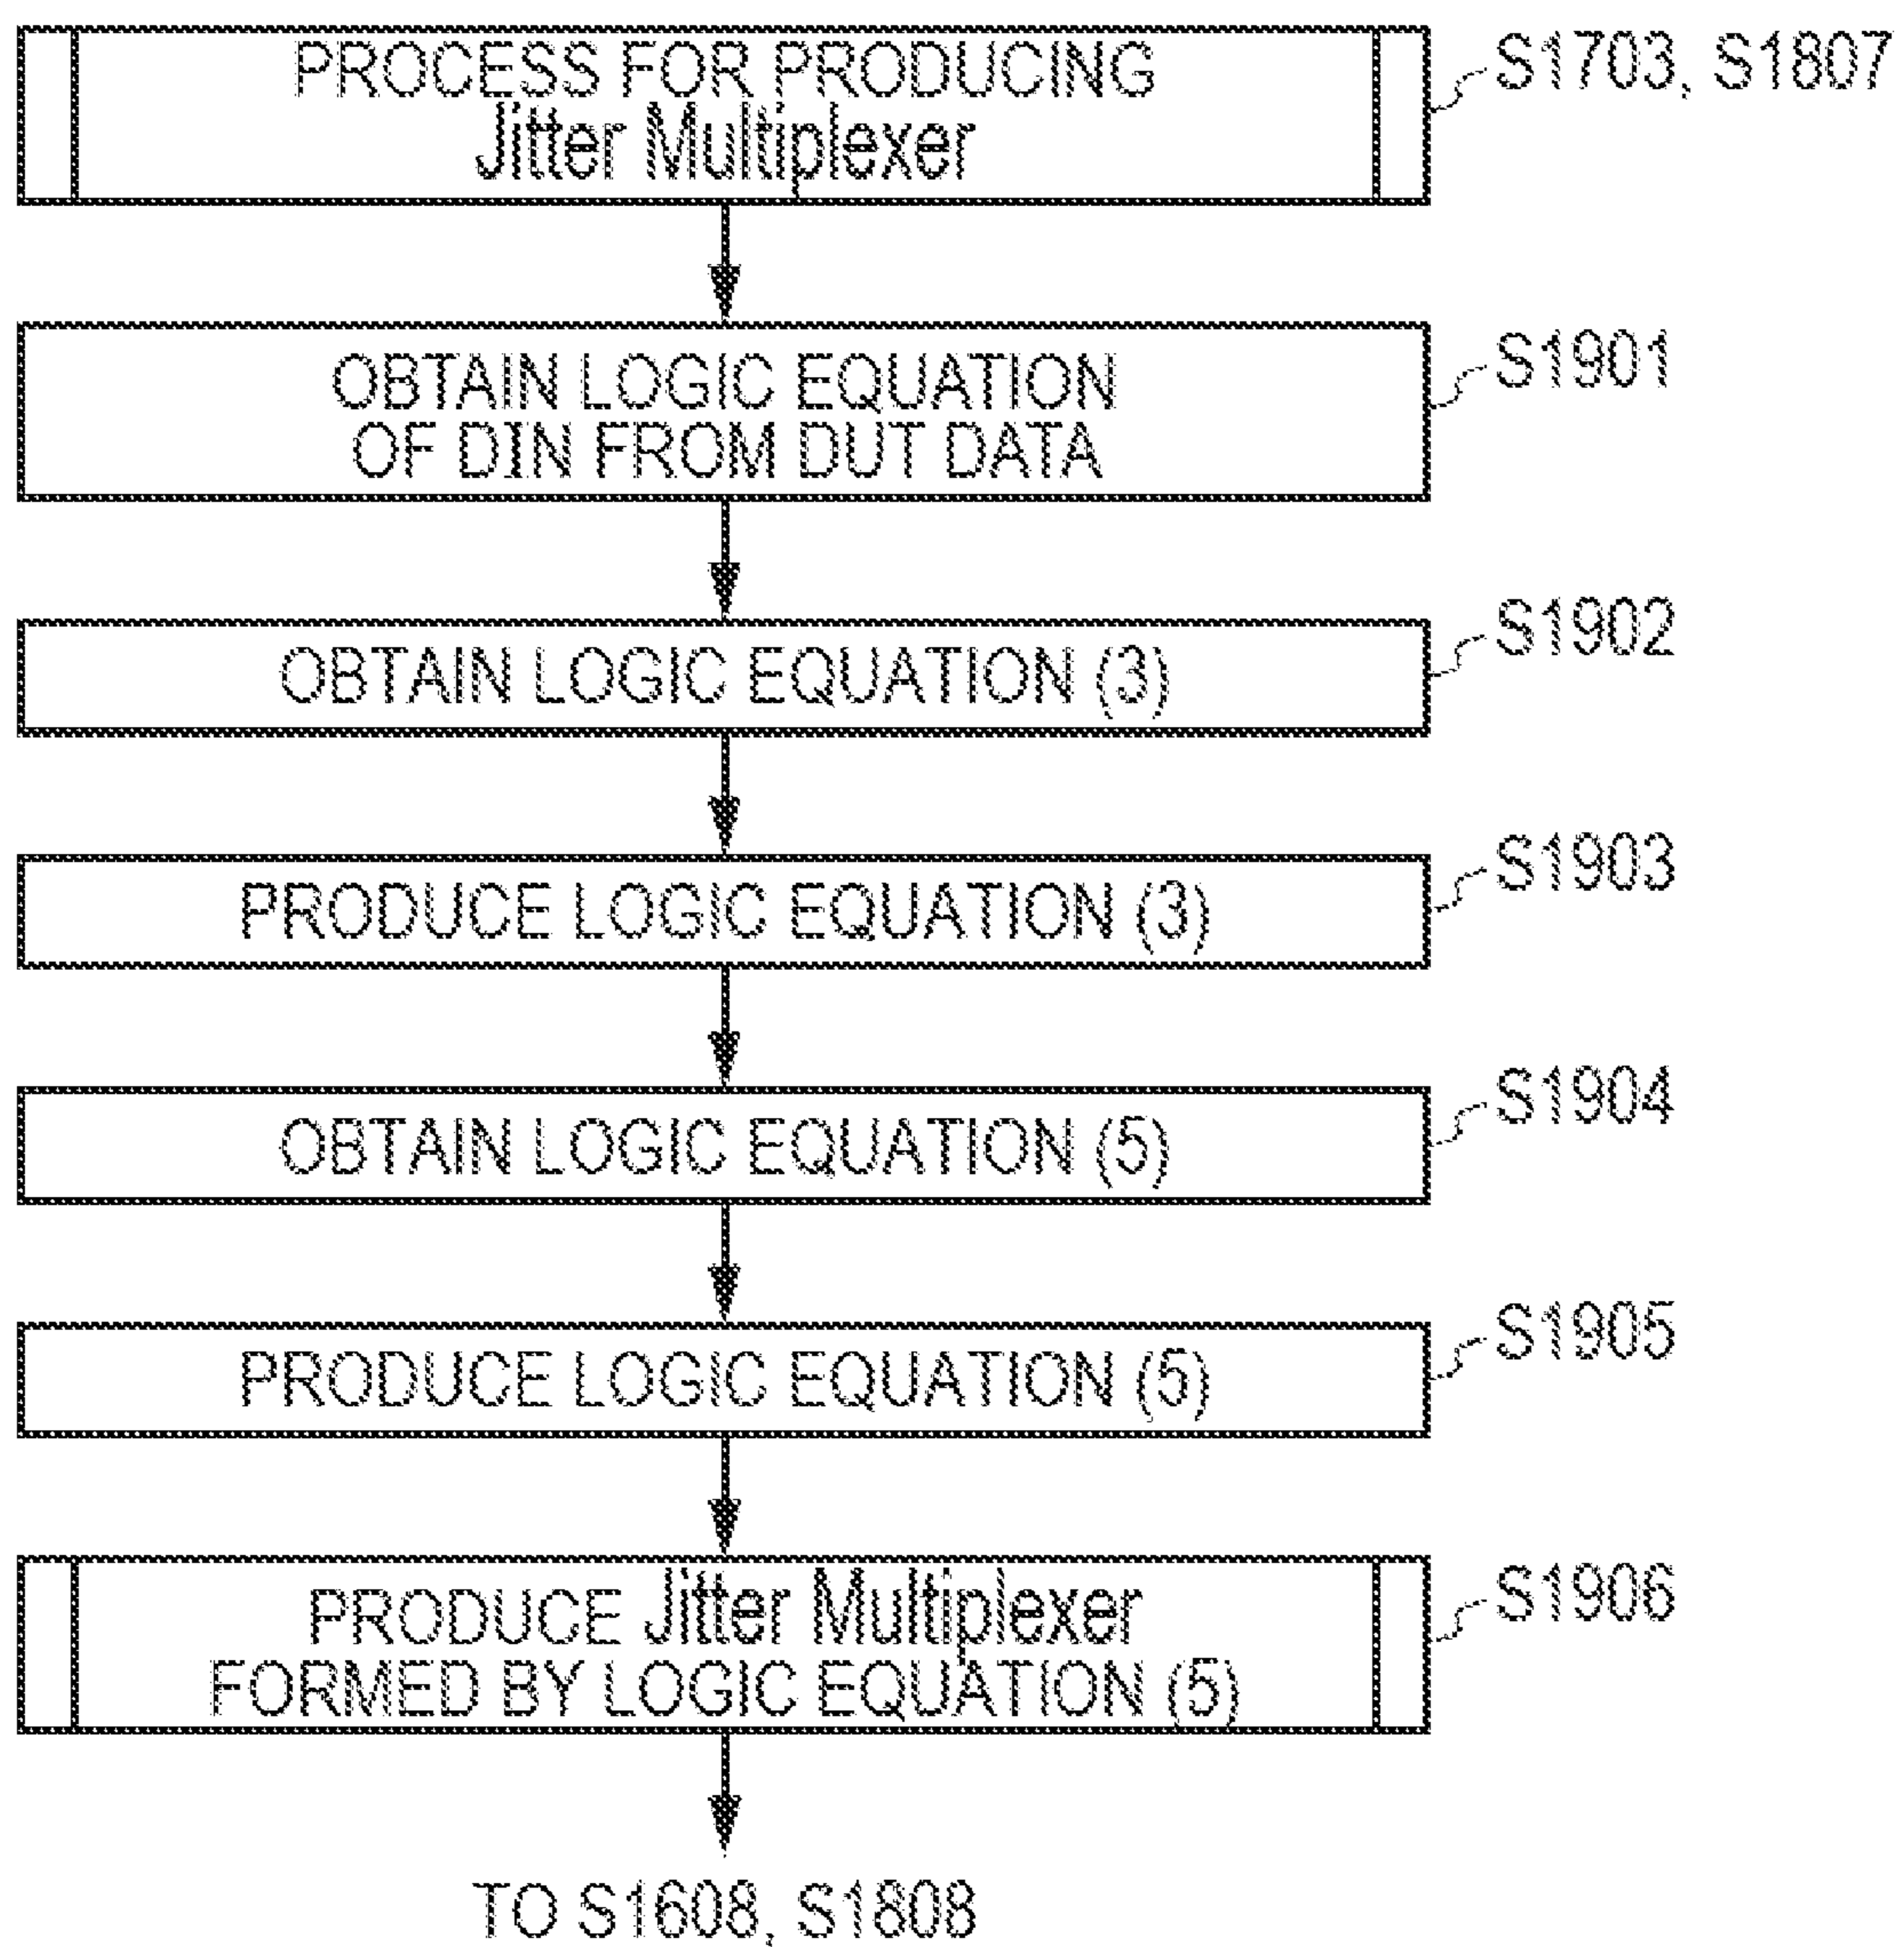 PROCESS FOR PRODUCING
Jitter Multiplexer
S1703, S1807
OBTAIN LOGIC EQUATION
OF DIN FROM DUT DATA
S1901
OBTAIN LOGIC EQUATION (3)
S1902
PRODUCE LOGIC EQUATION (3)
S1903
OBTAIN LOGIC EQUATION (5)
S1904
PRODUCE LOGIC EQUATION (5)
S1905
PRODUCE Jitter Multiplexer
FORMED BY LOGIC EQUATION (5)
S1906
TO S1608, S1808